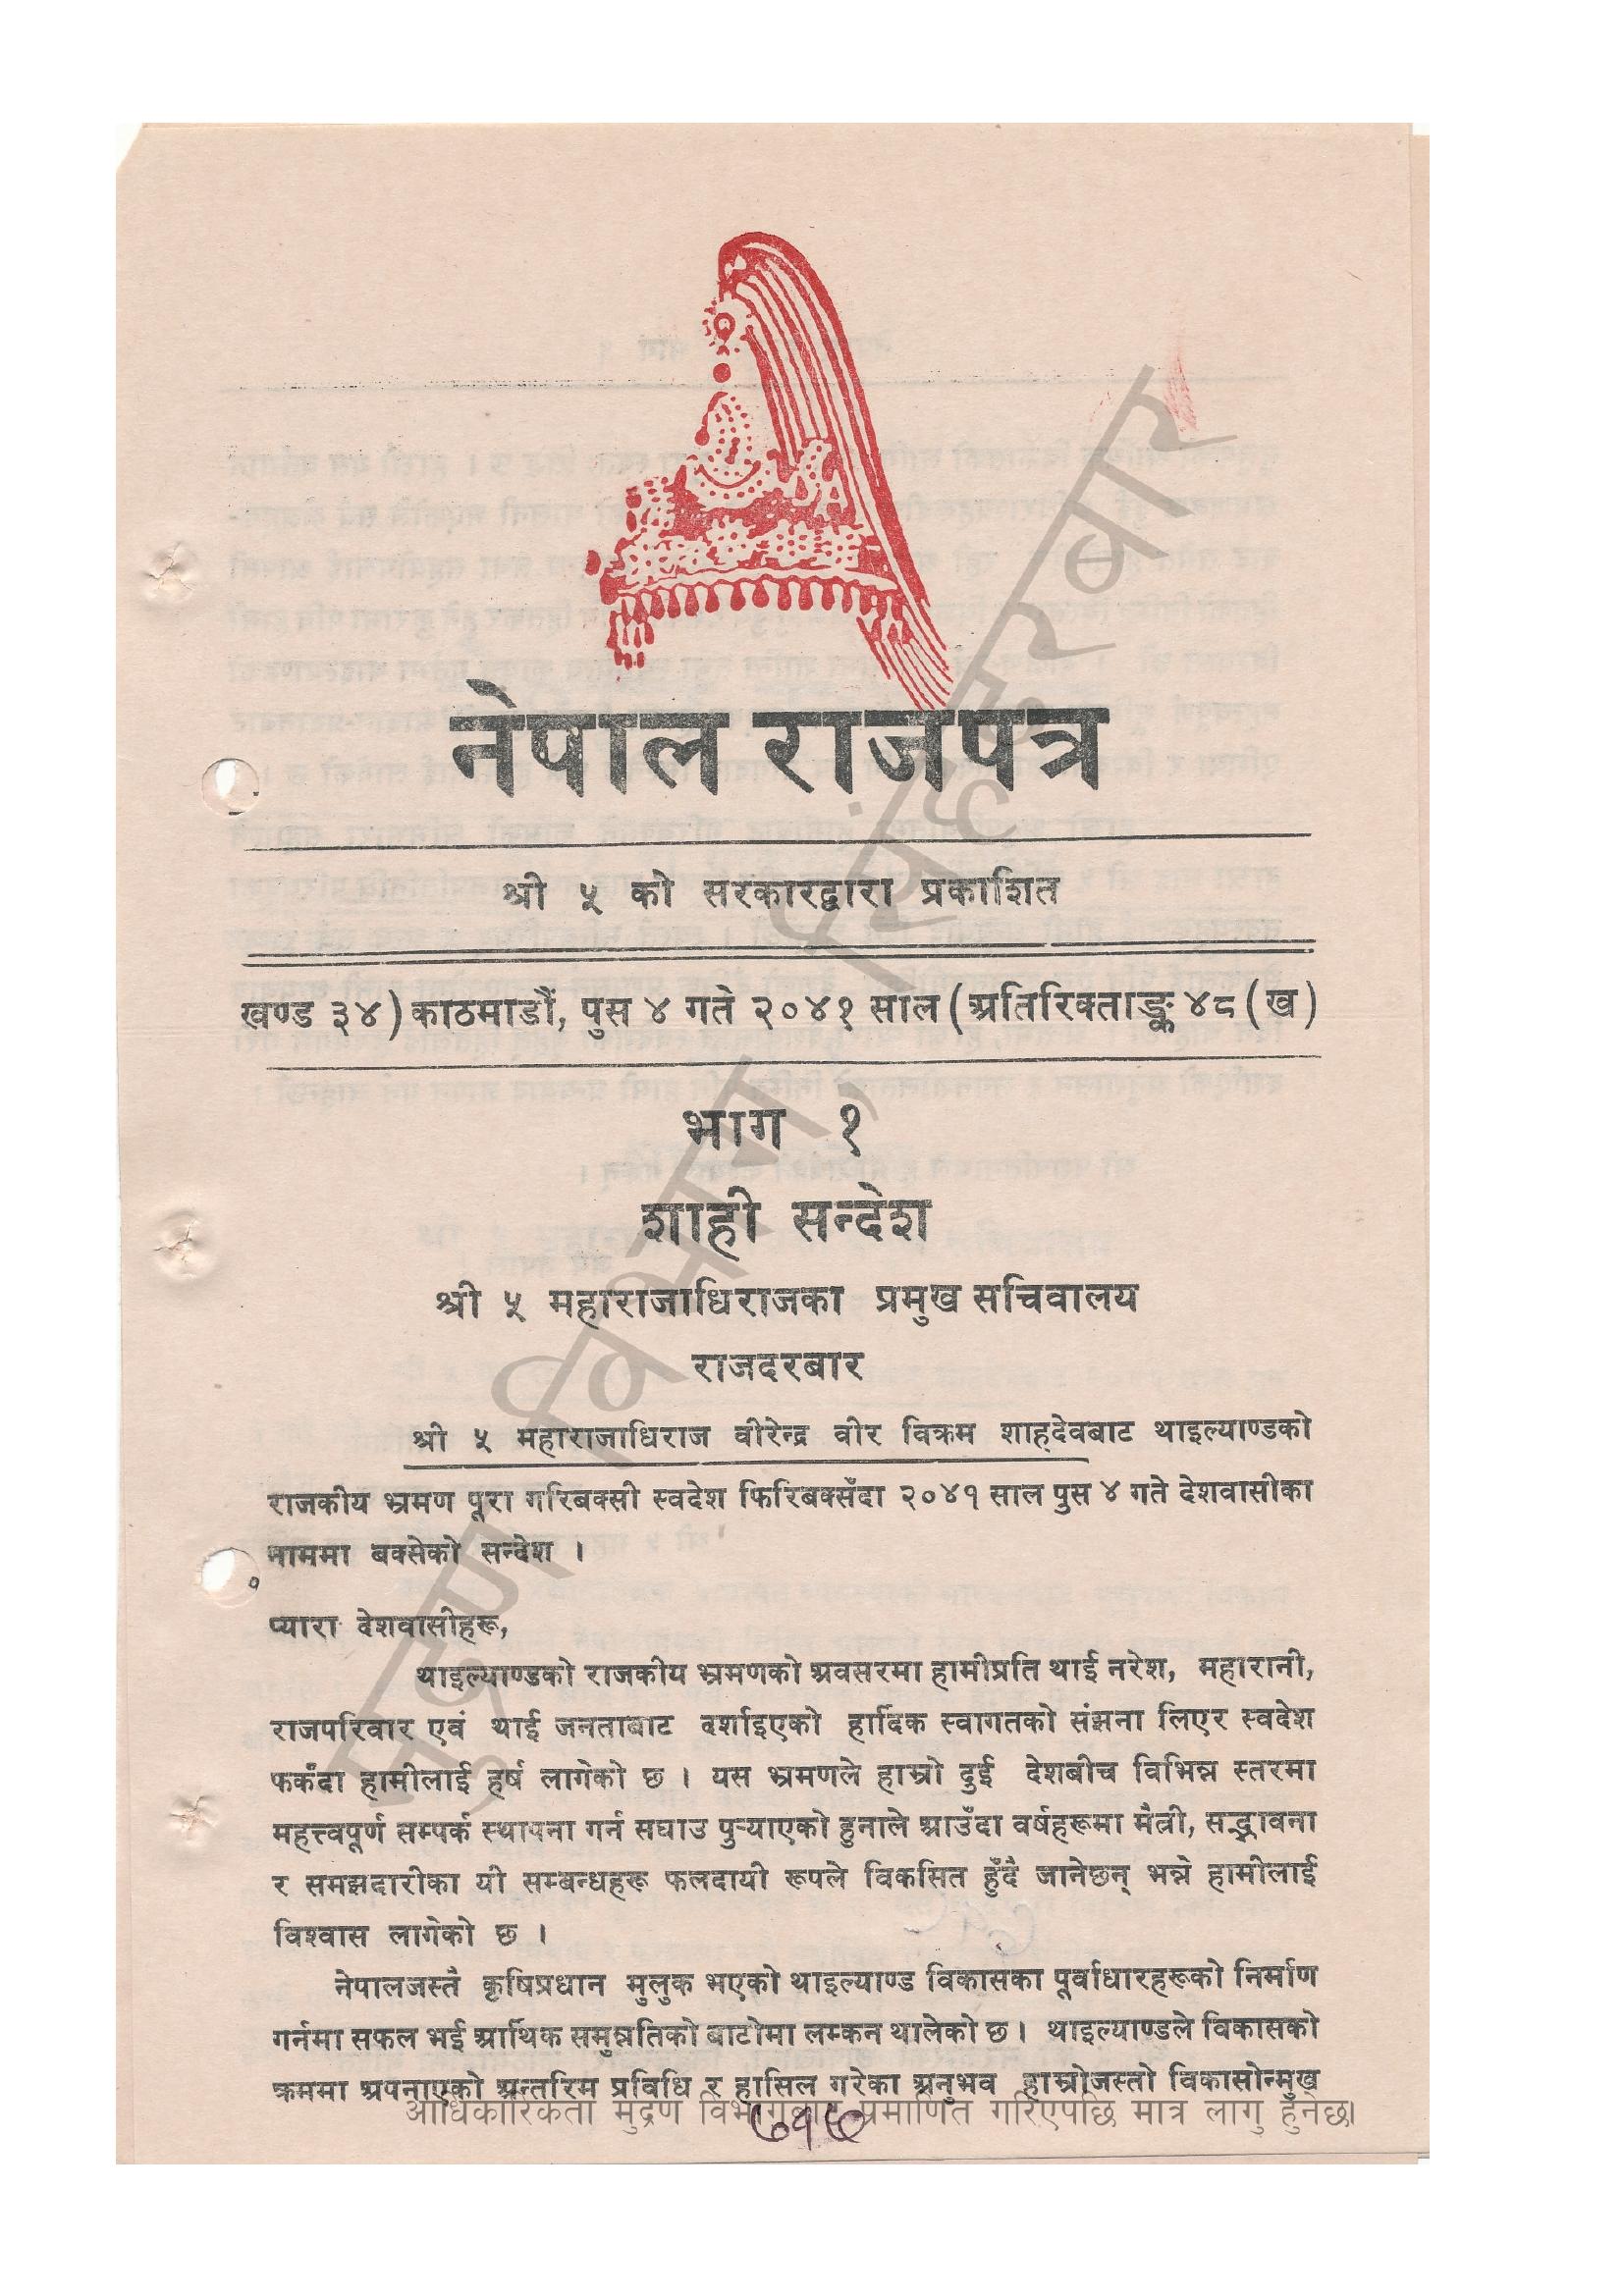 नेपाल राजपत्र
श्री ५ को सरकारद्वारा प्रकाशित
खण्ड ३४) काठमाडौं, पुस ४ गते २०४१ साल (अतिरिक्ताङ्क ४८ (ख)
भाग १
शाही सन्देश
श्री ५ महाराजाधिराजका प्रमुख सचिवालय
राजदरबार
श्री ५ महाराजाधिराज वीरेन्द्र वीर विक्रम शाहदेवबाट थाइल्याण्डको
राजकीय भ्रमण पूरा गरिबक्सी स्वदेश फिरिबक्सँदा २०४१ साल पुस ४ गते देशवासीका
नाममा बक्सेको सन्देश ।
प्यारा देशवासीहरू,
थाइल्याण्डको राजकीय भ्रमणको अवसरमा हामीप्रति थाई नरेश, महारानी,
राजपरिवार एवं थाई जनताबाट दर्शाइएको हार्दिक स्वागतको संझना लिएर स्वदेश
फर्कंदा हामीलाई हर्ष लागेको छ । यस भ्रमणले हाम्रो दुई देशबीच विभिन्न स्तरमा
महत्त्वपूर्ण सम्पर्क स्थापना गर्न सघाउ पुर्‍याएको हुनाले आउँदा वर्षहरूमा मैत्री, सद्भावना
र समझदारीका यी सम्बन्धहरू फलदायी रूपले विकसित हुँदै जानेछन् भन्ने हामीलाई
विश्वास लागेको छ ।
नेपालजस्तै कृषिप्रधान मुलुक भएको थाइल्याण्ड विकासका पूर्वाधारहरूको निर्माण
गर्नमा सफल भई आर्थिक समुन्नतिको बाटोमा लम्कन थालेको छ । थाइल्याण्डले विकासको
क्रममा अपनाएको अन्तरिम प्रविधि र हासिल गरेका अनुभव हाम्रोजस्तो विकासोन्मुख
आधिकारिकता मुद्रण विभागबाट प्रमाणित गरिएपछि मात्र लागु हुनेछ।
७१५
मुद्रण विभाग, सिंहदरवार